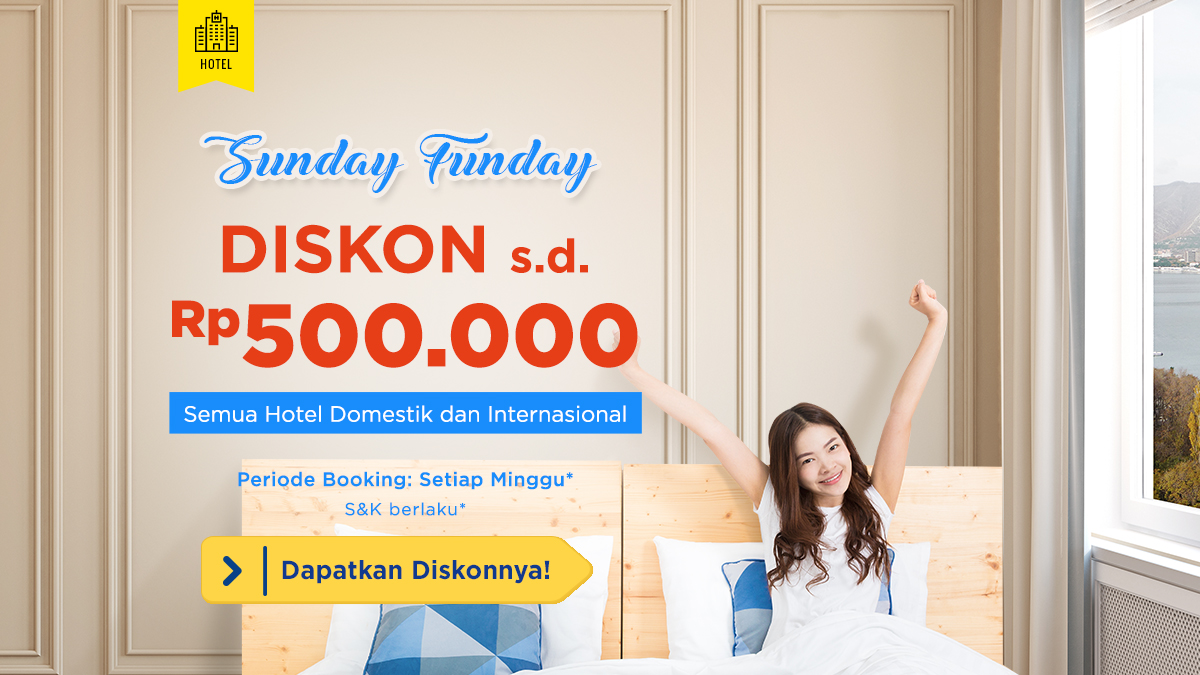 HOTEL
Sunday Funday
DISKON s.d.
Rp500.000
Semua Hotel Domestik dan Internasional
Periode Booking: Setiap Minggu*
S&K berlaku*
Dapatkan Diskonnya!